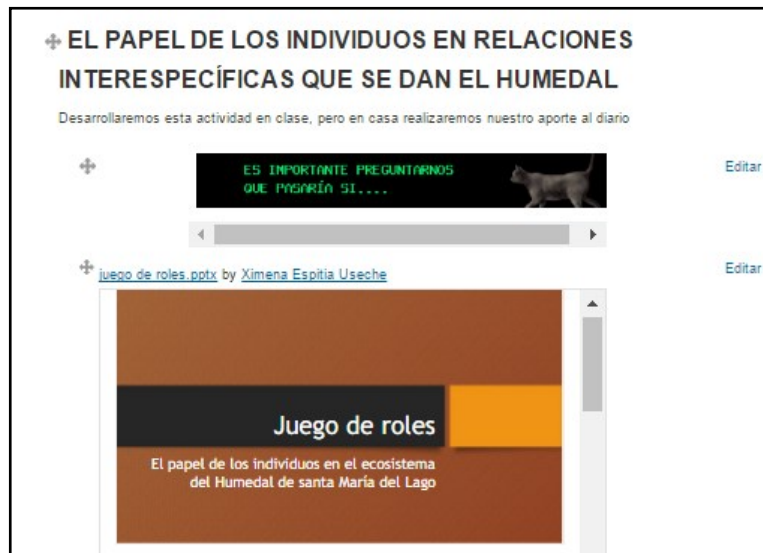 EL PAPEL DE LOS INDIVIDUOS EN RELACIONES
INTERESPECÍFICAS QUE SE DAN EL HUMEDAL
Desarrollaremos esta actividad en clase, pero en casa realizaremos nuestro aporte al diario
ES IMPORTANTE PREGUNTARNOS
QUE PASARÍA SI....
Editar
juego de roles.pptx by Ximena Espitia Useche
Editar
Juego de roles
El papel de los individuos en el ecosistema
del Humedal de santa María del Lago